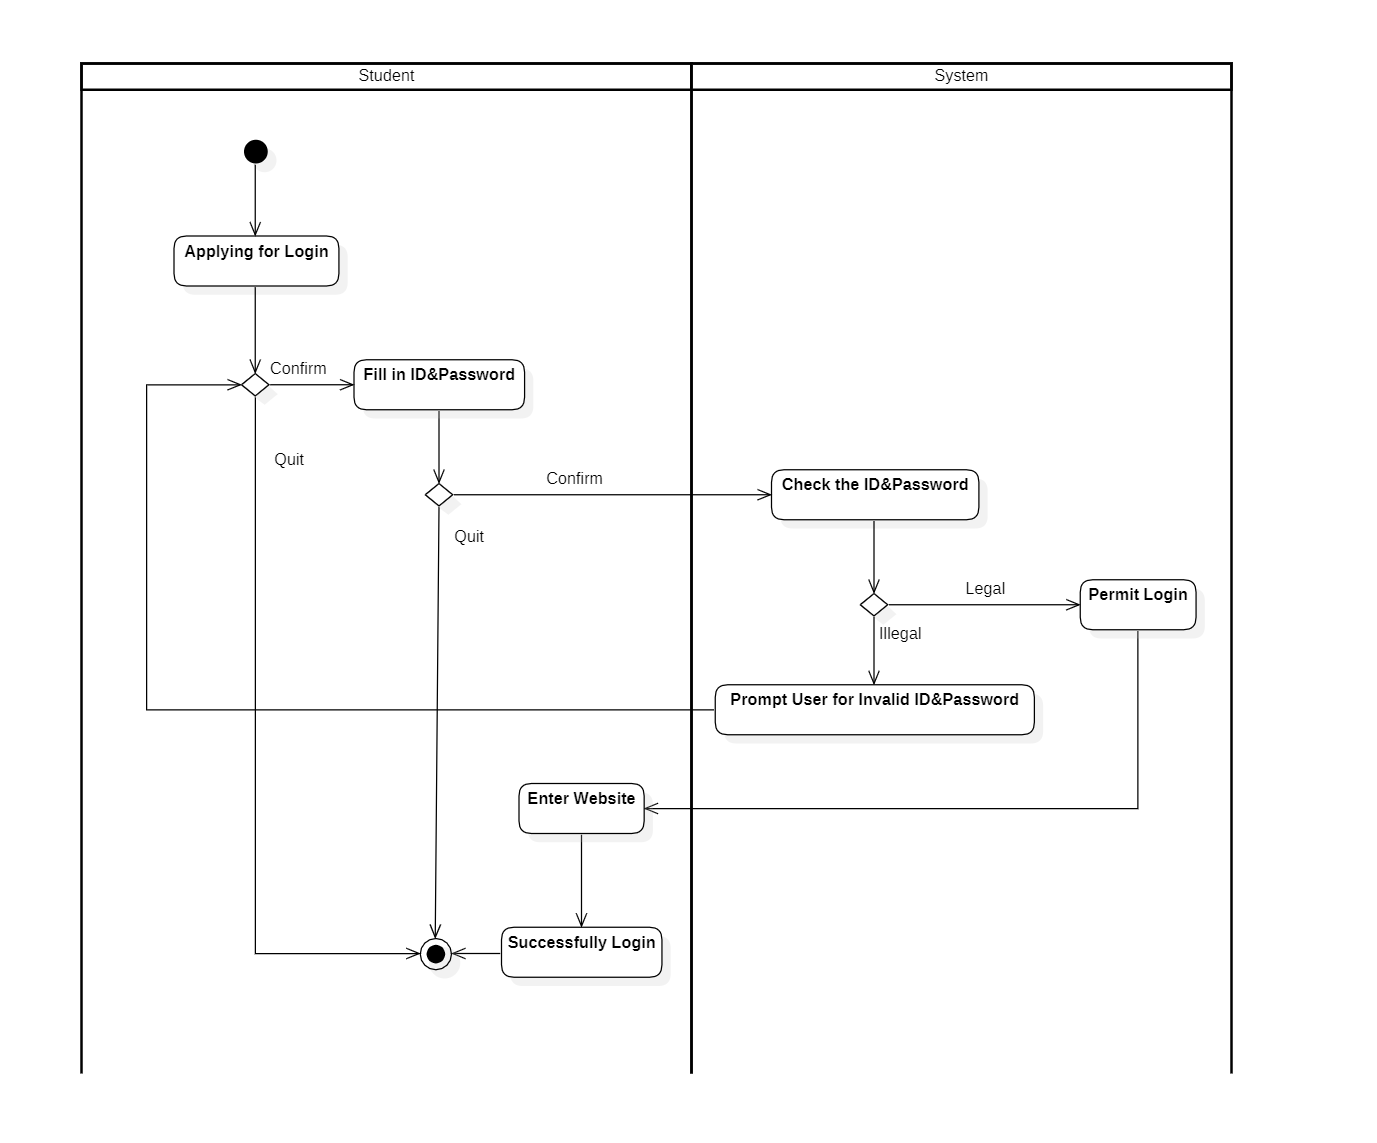 Student
System
Applying for Login
Confirm
Fill in ID&Password
Quit
Confirm
Check the ID&Password
Quit
Legal
Permit Login
Illegal
Prompt User for Invalid ID&Password
Enter Website
Successfully Login